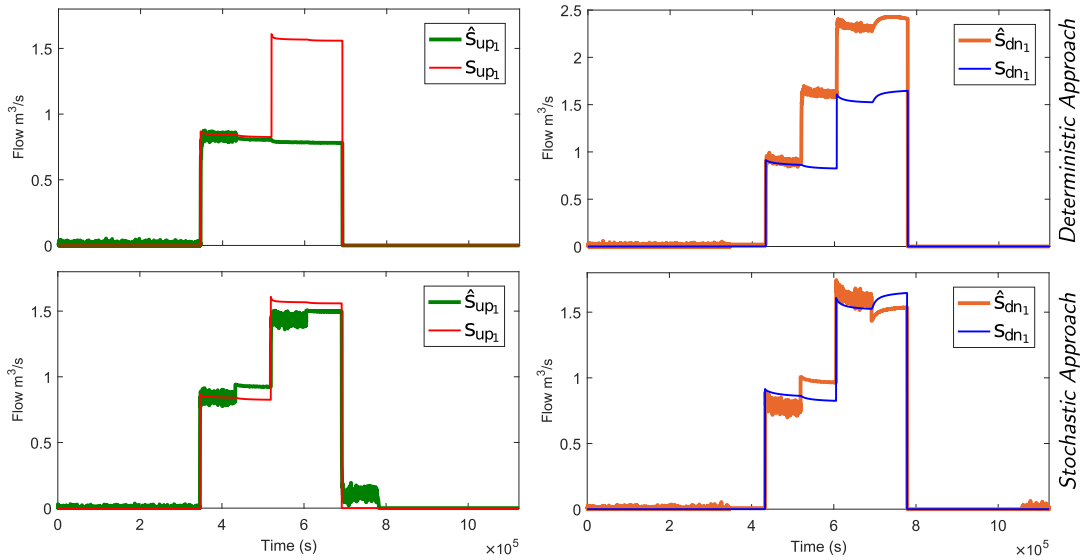 Flow m³/s
1.5
1
0.5
0
Ŝup₁
Sup₁
Flow m³/s
2.5
2
1.5
1
0.5
0
Ŝdn₁
Sdn₁
Deterministic Approach
Flow m³/s
1.5
1
0.5
0
0 2 4 6 8 10
Time (s)
×10⁵
Ŝup₁
Sup₁
Flow m³/s
1.5
1
0.5
0
0 2 4 6 8 10
Time (s)
×10⁵
Ŝdn₁
Sdn₁
Stochastic Approach